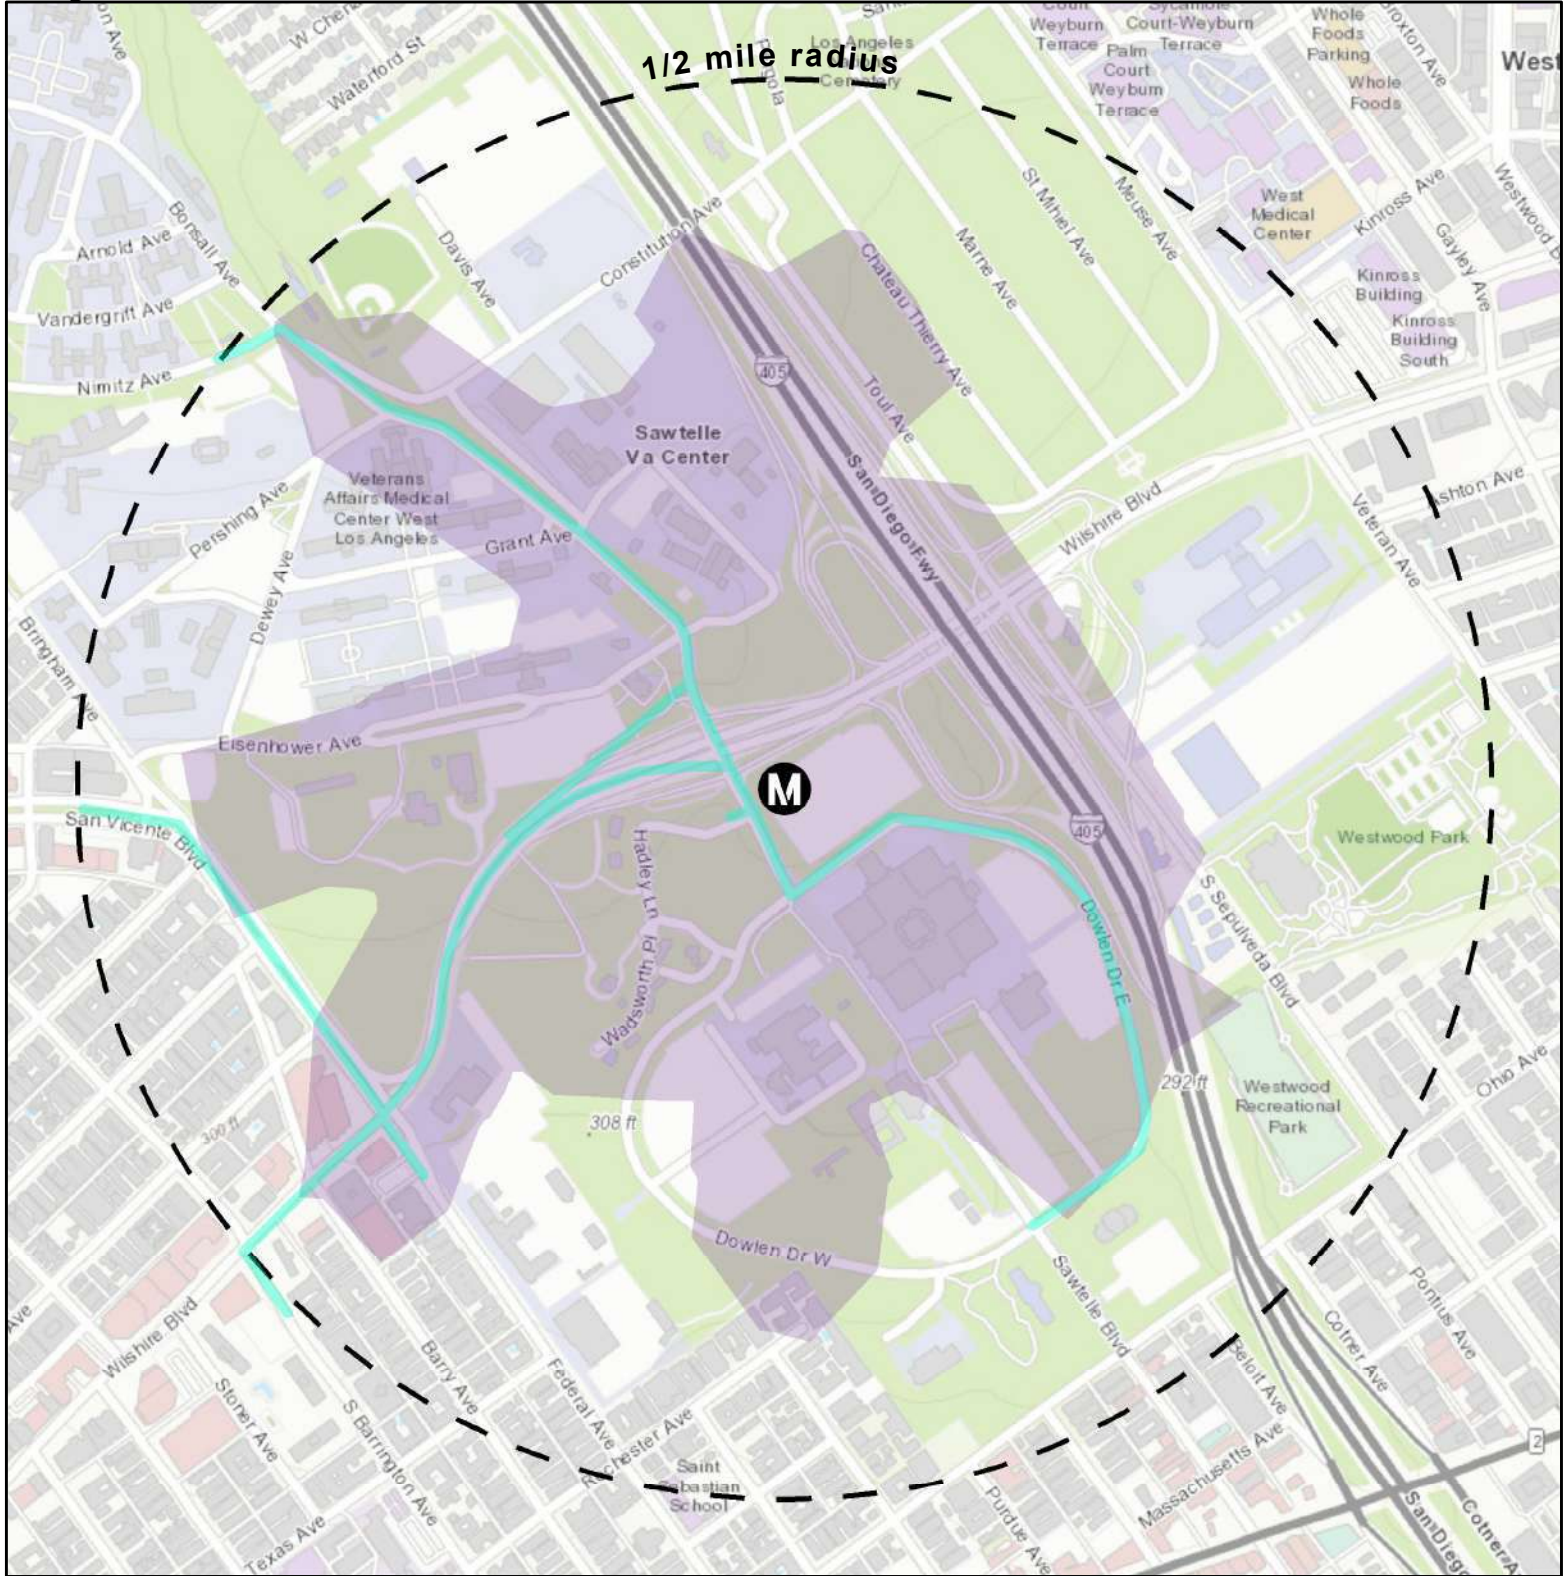 W Cher
Waterford St
1/2 mile radius
Los Angeles
Cemetery
Court
Weyburn
Terrace
Sycamore
Court-Weyburn
Terrace
Palm
Court
Weyburn
Terrace
Whole
Foods
Parking
Whole
Foods
Broxton Ave
West
Bonsall Ave
Arnold Ave
Vandergrift Ave
Nimitz Ave
Davis Ave
Constitution Ave
Chateau Thierry Ave
Marne Ave
St Mihiel Ave
Meuse Ave
Toul Ave
West
Medical
Center
Kinross Ave
Gayley Ave
Westwood B
Kinross
Building
Kinross
Building
South
405
Sawtelle
Va Center
Veterans
Affairs Medical
Center West
Los Angeles
Pershing Ave
Grant Ave
Dewey Ave
San Diego Fwy
Wilshire Blvd
Veteran Ave
Ashton Ave
Bringham Ave
Eisenhower Ave
San Vicente Blvd
M
405
Westwood Park
Hadley Ln
Wadsworth Pl
Dowlen Dr E
S Sepulveda Blvd
292 ft
Westwood
Recreational
Park
Ohio Ave
300 ft
308 ft
Dowlen Dr W
Sawtelle Blvd
Wilshire Blvd
Ave
Stoner Ave
S Barrington Ave
Barry Ave
Federal Ave
Rochester Ave
Saint
Sebastian
School
Texas Ave
Purdue Ave
Massachusetts Ave
Beloit Ave
Cotner Ave
Pontius Ave
2
San Diego
Cotner A